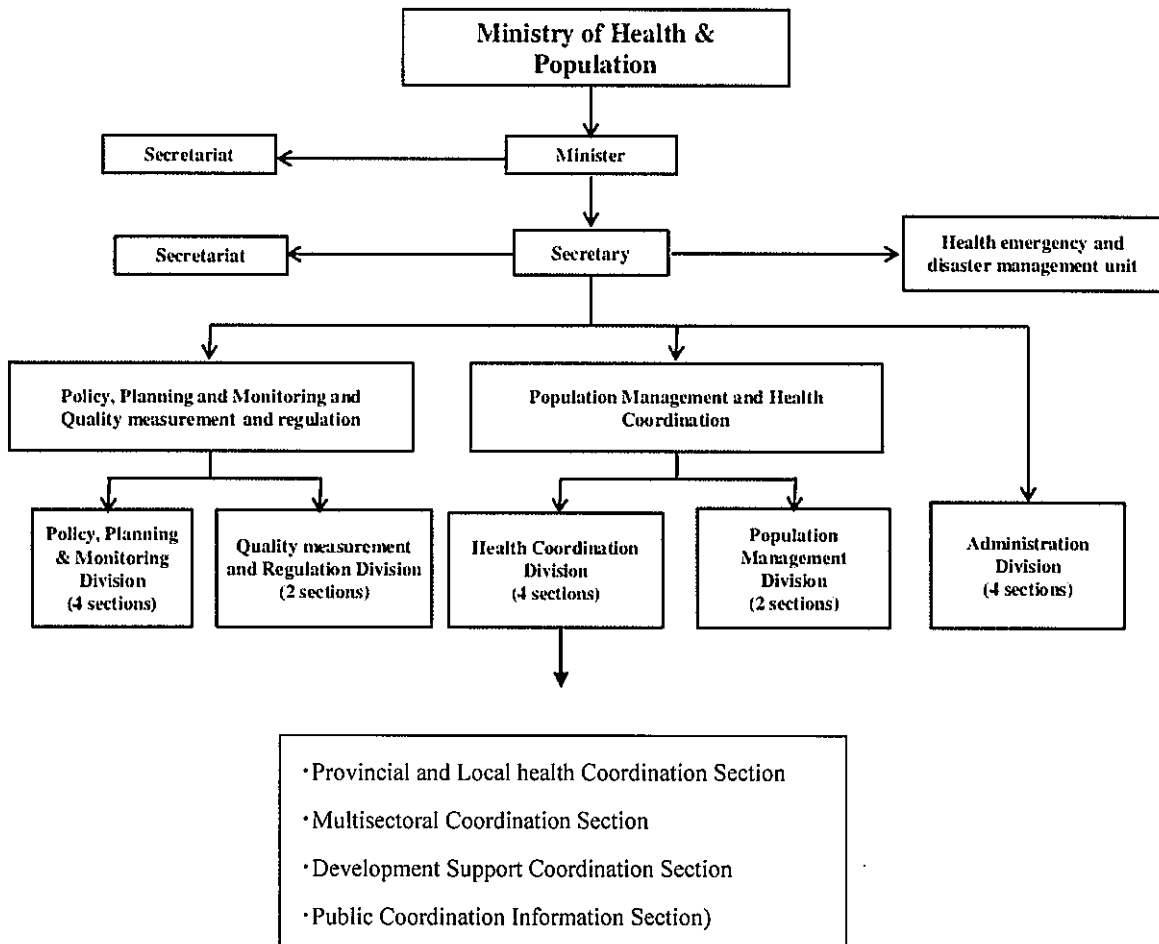 Ministry of Health &
Population
Secretariat
Minister
Secretariat
Secretary
Health emergency and
disaster management unit
Policy, Planning and Monitoring and
Quality measurement and regulation
Population Management and Health
Coordination
Policy, Planning
& Monitoring
Division
(4 sections)
Quality measurement
and Regulation Division
(2 sections)
Health Coordination
Division
(4 sections)
Population
Management
Division
(2 sections)
Administration
Division
(4 sections)
・Provincial and Local health Coordination Section
・Multisectoral Coordination Section
・Development Support Coordination Section
・Public Coordination Information Section)